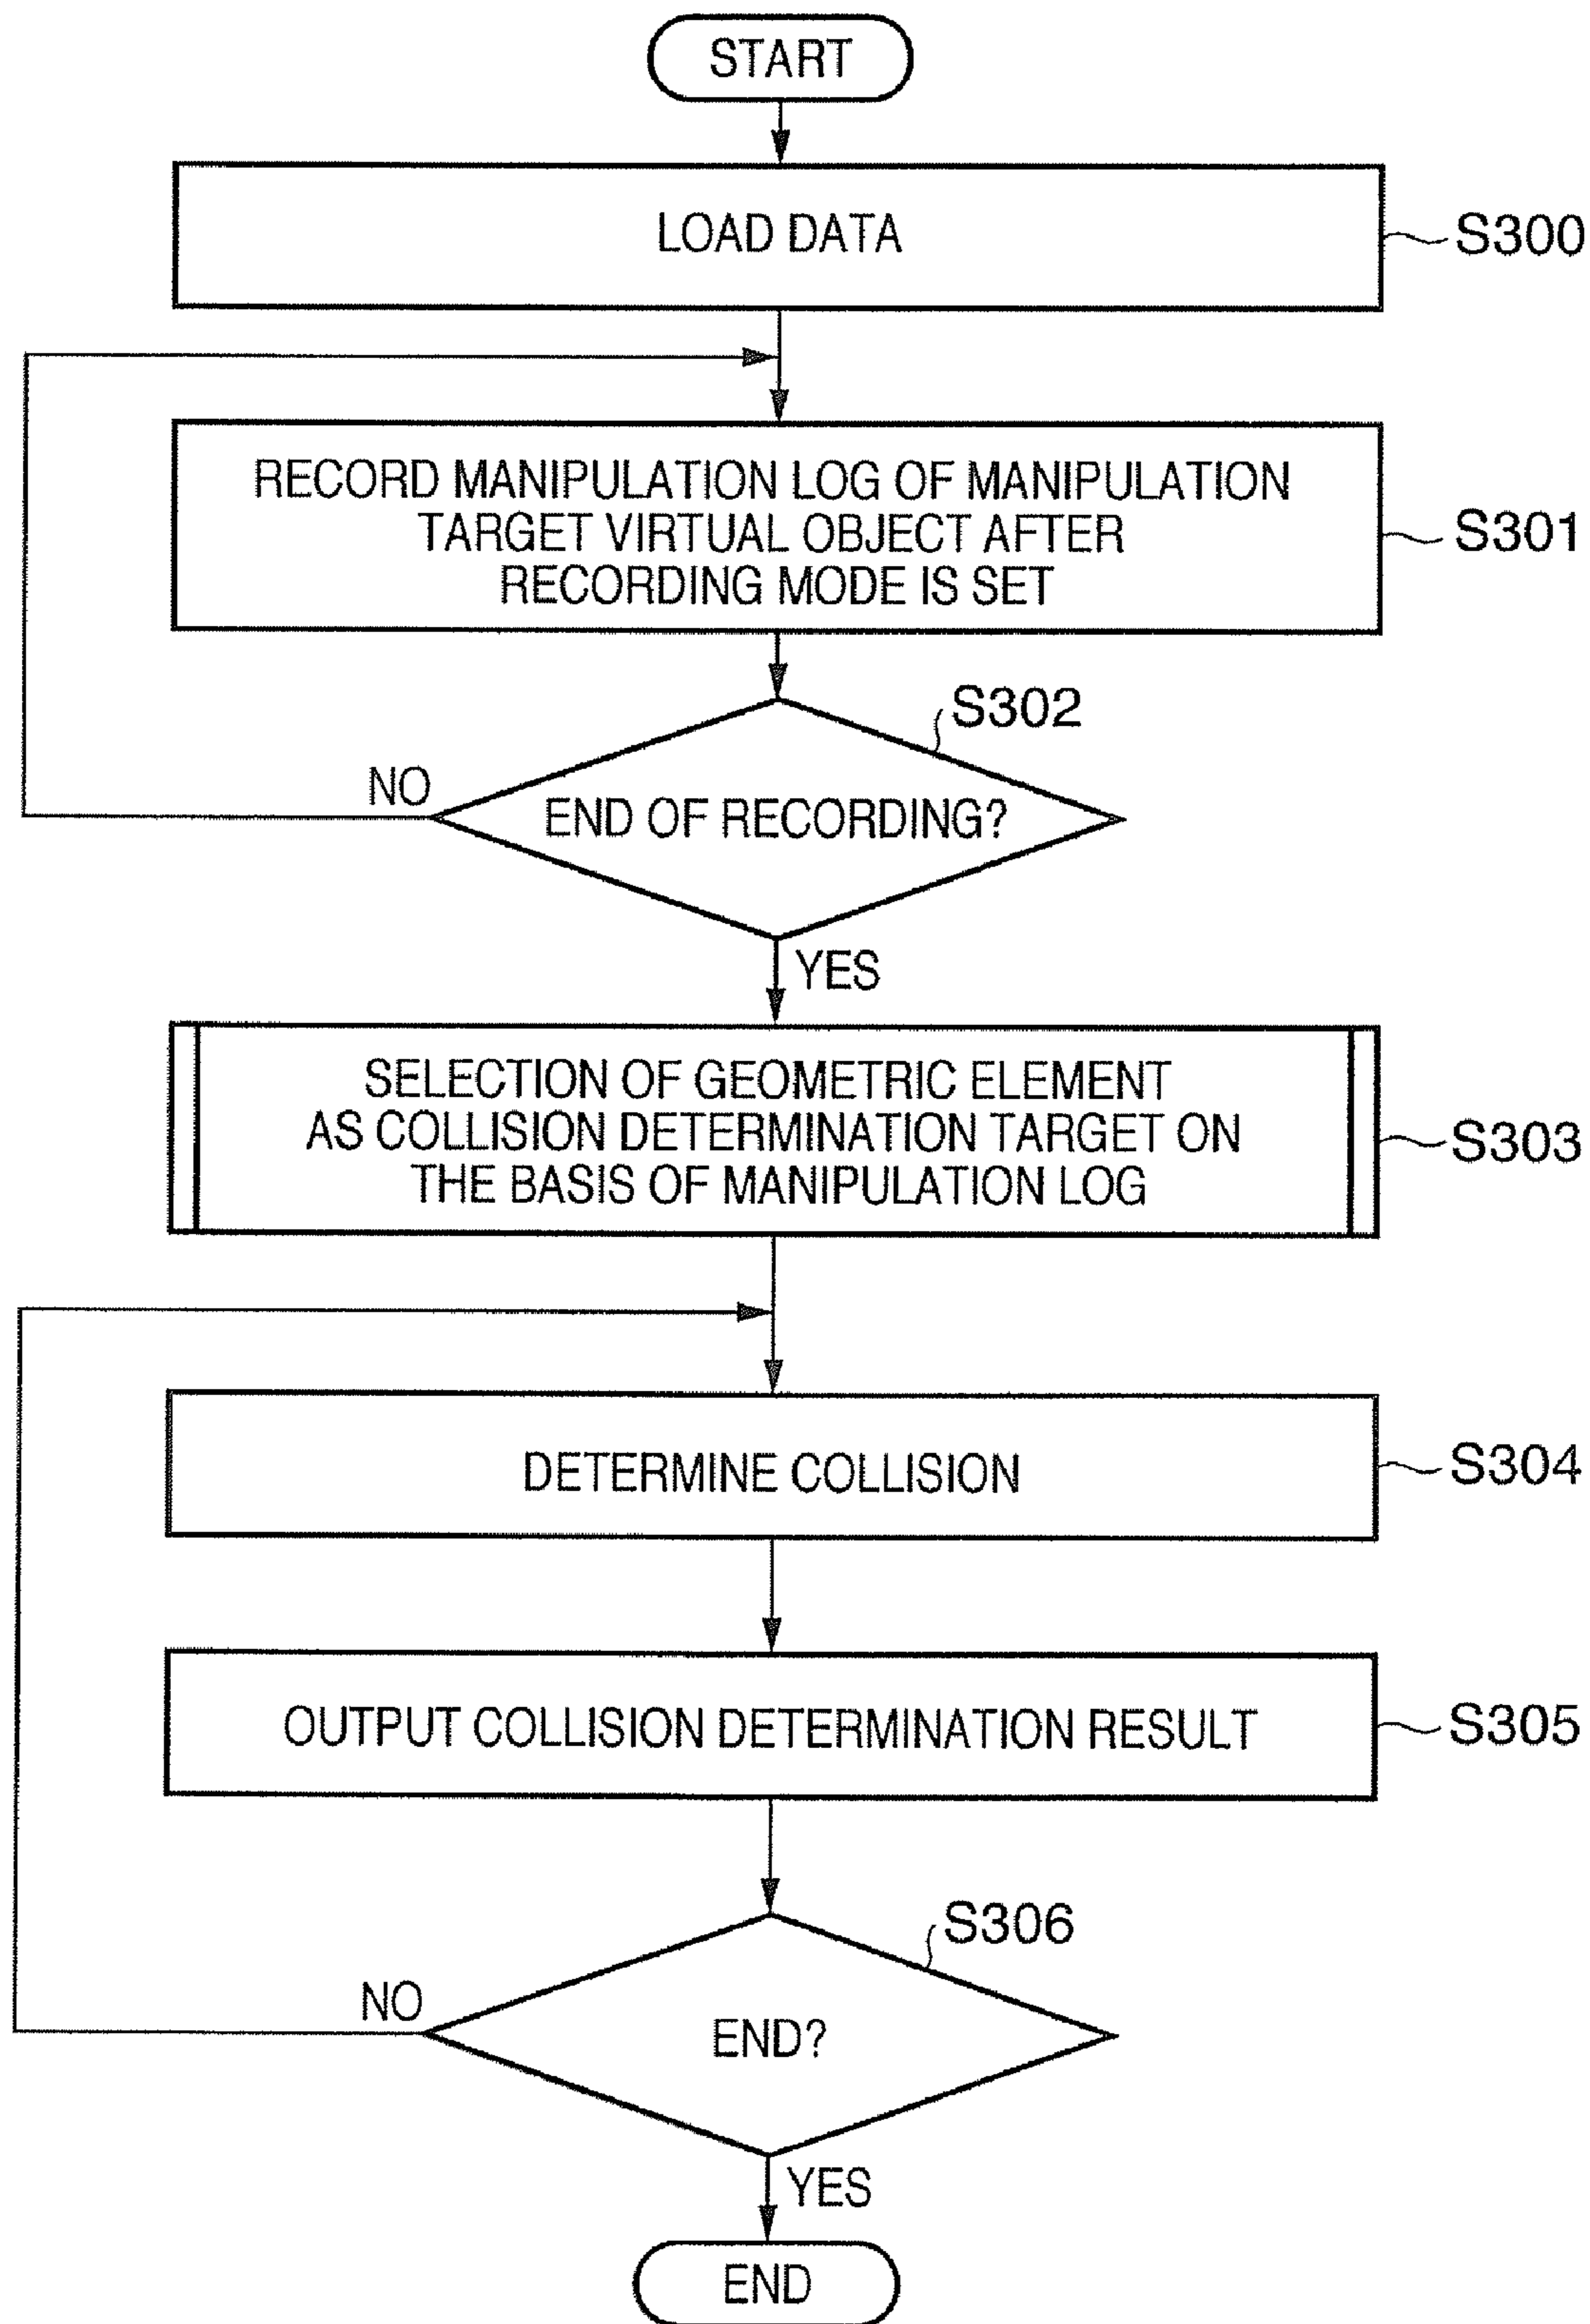 START
LOAD DATA
S300
RECORD MANIPULATION LOG OF MANIPULATION
TARGET VIRTUAL OBJECT AFTER
RECORDING MODE IS SET
S301
S302
NO
END OF RECORDING?
YES
SELECTION OF GEOMETRIC ELEMENT
AS COLLISION DETERMINATION TARGET ON
THE BASIS OF MANIPULATION LOG
S303
DETERMINE COLLISION
S304
OUTPUT COLLISION DETERMINATION RESULT
S305
S306
NO
END?
YES
END